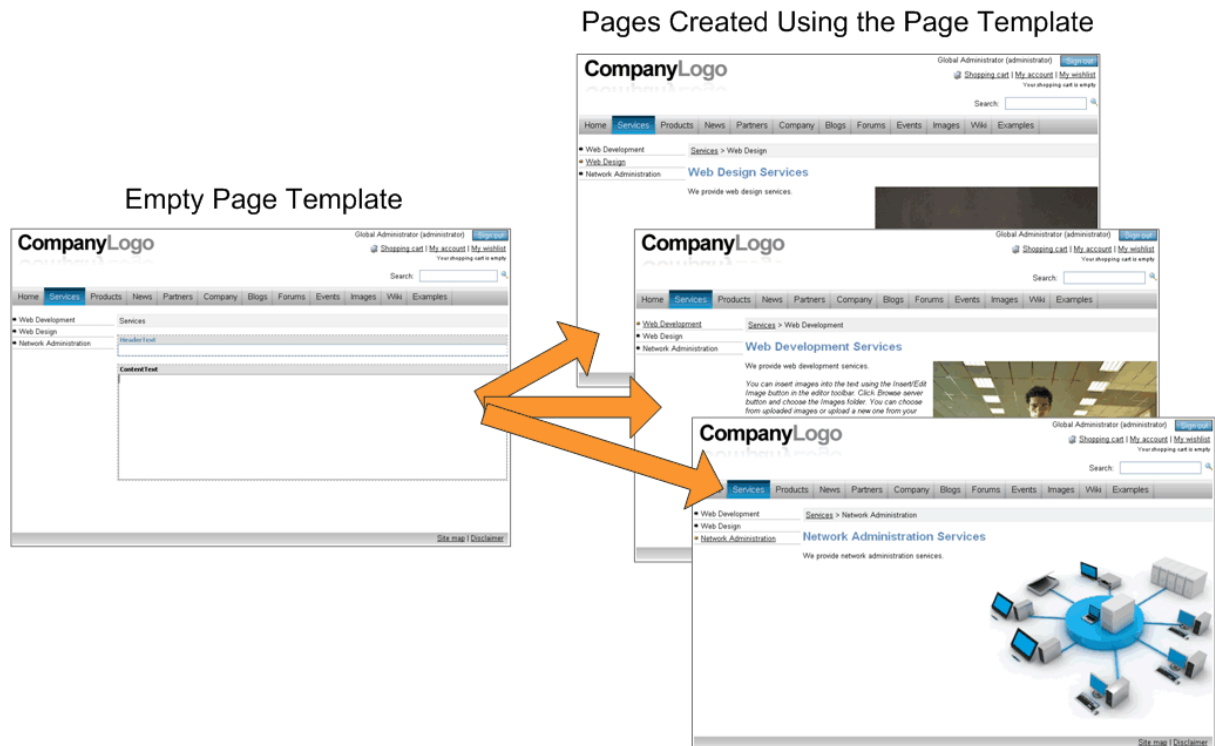 Pages Created Using the Page Template
Empty Page Template
CompanyLogo
Global Administrator (administrator) Sign out
Shopping cart | My account | My wishlist
Your shopping cart is empty
Search:
Home Services Products News Partners Company Blogs Forums Events Images Wiki Examples
Web Development
Web Design
Network Administration
Services
HeaderText
ContentText
Site map | Disclaimer
CompanyLogo
Global Administrator (administrator) Sign out
Shopping cart | My account | My wishlist
Your shopping cart is empty
Search:
Home Services Products News Partners Company Blogs Forums Events Images Wiki Examples
Web Development
Web Design
Network Administration
Services > Web Design
Web Design Services
We provide web design services.
CompanyLogo
Global Administrator (administrator) Sign out
Shopping cart | My account | My wishlist
Your shopping cart is empty
Search:
Home Services Products News Partners Company Blogs Forums Events Images Wiki Examples
Web Development
Web Design
Network Administration
Services > Web Development
Web Development Services
We provide web development services.
You can insert images into the text using the Insert/Edit
Image button in the editor toolbar. Click Browse server
button and choose the Images folder. You can choose
from uploaded images or upload a new one from your
CompanyLogo
Global Administrator (administrator) Sign out
Shopping cart | My account | My wishlist
Your shopping cart is empty
Search:
Services Products News Partners Company Blogs Forums Events Images Wiki Examples
Web Development
Web Design
Network Administration
Services > Network Administration
Network Administration Services
We provide network administration services.
Site map | Disclaimer